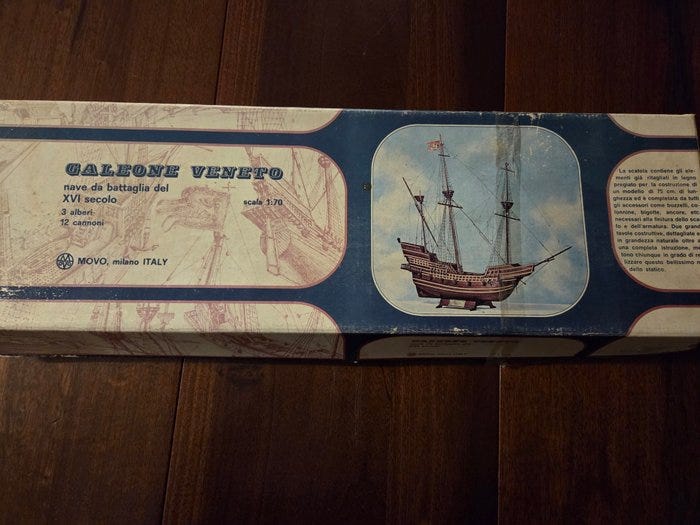 GALEONE VENETO
nave da battaglia del
XVI secolo
scala 1:70
3 alberi
12 cannoni
MOVO, milano ITALY
La scatola contiene gli ele-
menti già ritagliati in legno
pregiato per la costruzione di
un modello di 75 cm. di lun-
ghezza ed è completata da tutti
gli accessori come bozzelli, co-
lonnine, bigotte, ancore, ecc.
necessari alla finitura dello sca-
fo e dell'armatura. Due grandi
tavole costruttive, dettagliate e
in grandezza naturale oltre a
una completa istruzione, met-
tono chiunque in grado di rea-
lizzare questo bellissimo mo-
dello statico.
GALEONE VENETO